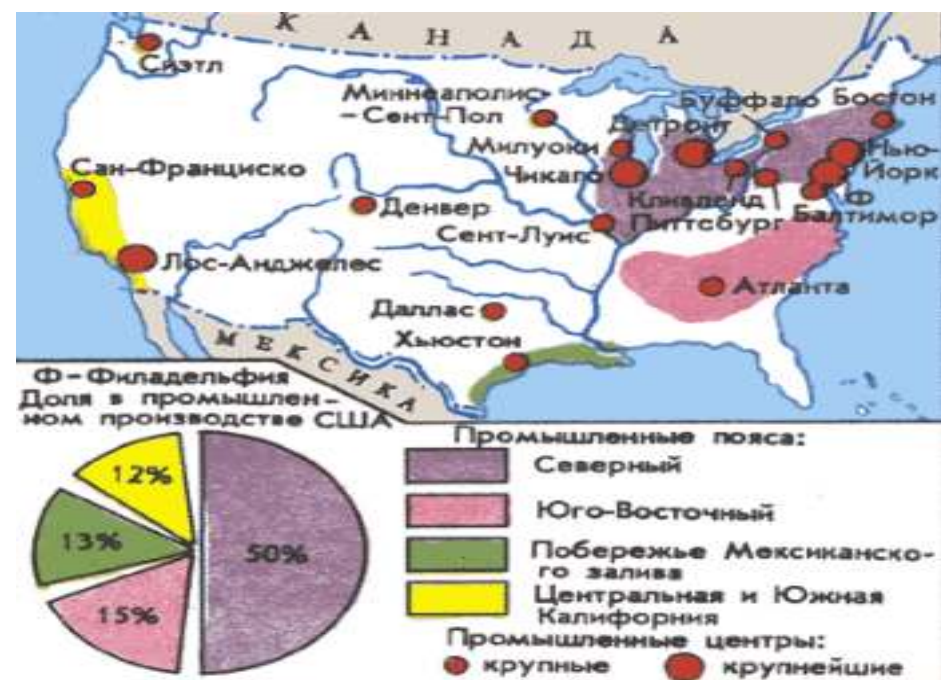 КАНАДА
Сиэтл
Миннеаполис-
-Сент-Пол
Буффало
Бостон
Детройт
Милуоки
Нью-
Йорк
Сан-Франциско
Чикаго
Ф
Кливленд
Балтимор
Денвер
Питтсбург
Сент-Луис
Лос-Анджелес
Атланта
Даллас
Хьюстон
МЕКСИКА
Ф-Филадельфия
Доля в промышлен-
ном производстве США
Промышленные пояса:
Северный
12%
Юго-Восточный
13%
50%
Побережье Мексиканско-
го залива
15%
Центральная и Южная
Калифорния
Промышленные центры:
крупные
крупнейшие